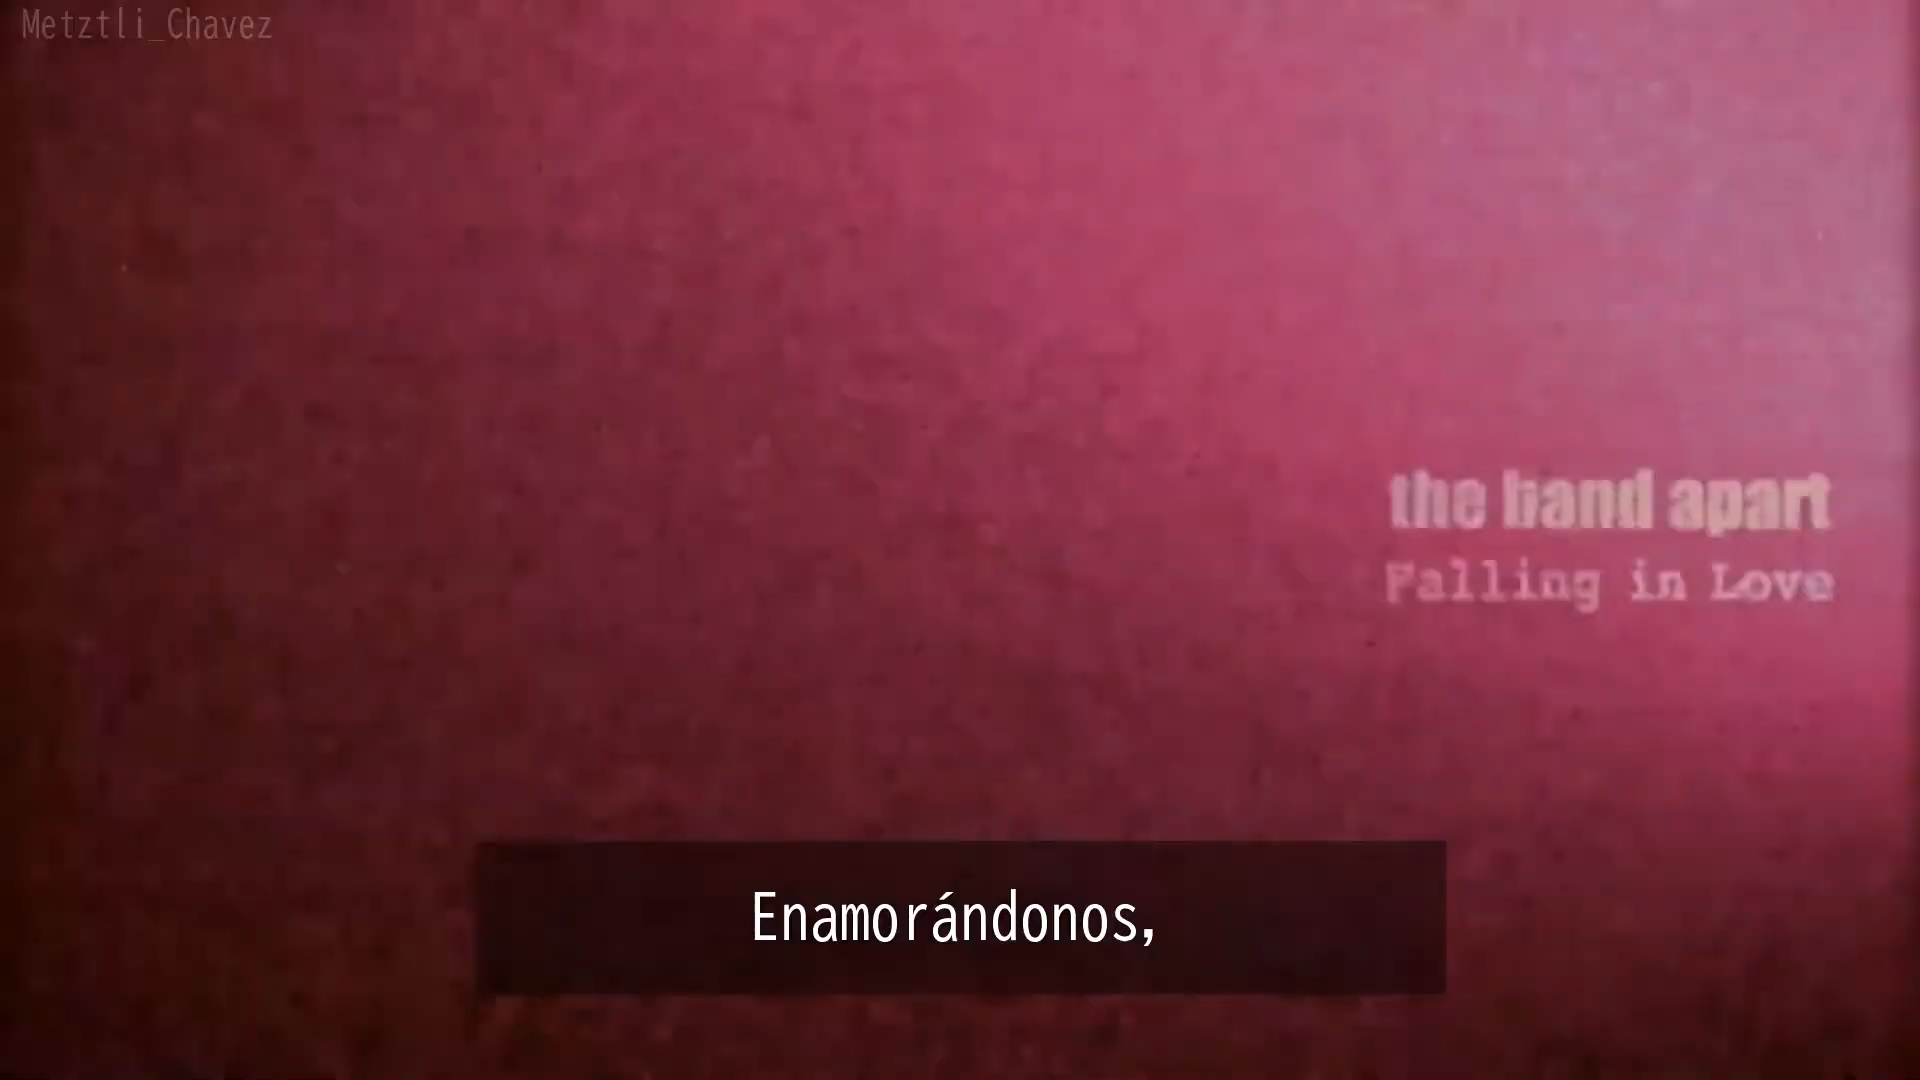 Metztli_Chavez
the band apart
Falling in Love
Enamorándonos,